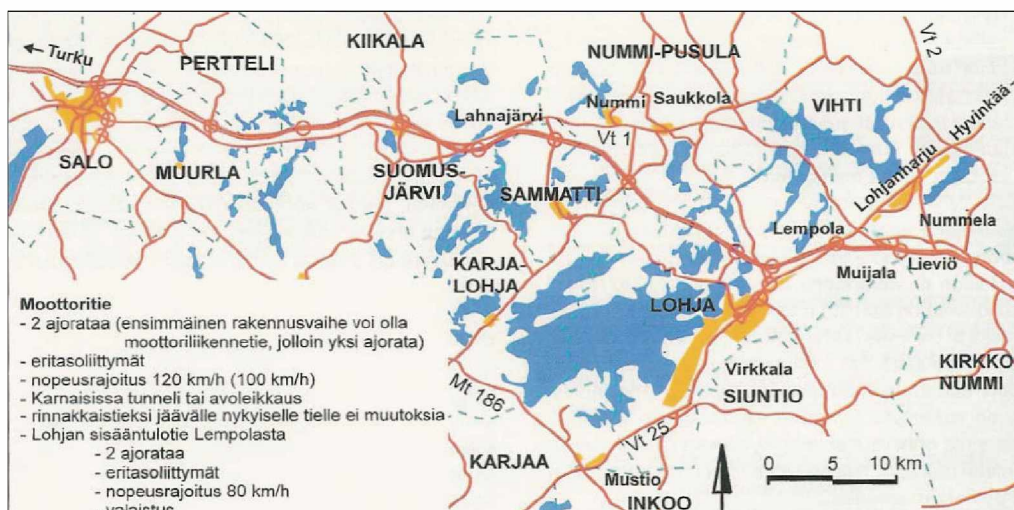 ← Turku
PERTTELI
KIIKALA
NUMMI-PUSULA
Vt 2
Lahnajärvi
Nummi
Saukkola
VIHTI
Hyvinkää
Vt 1
Lohjanharju
SALO
MUURLA
SUOMUS-
JÄRVI
SAMMATTI
Lempola
Nummela
KARJA-
LOHJA
LOHJA
Muijala
Lieviö
Moottoritie
- 2 ajorataa (ensimmäinen rakennusvaihe voi olla
moottoriliikennetie, jolloin yksi ajorata)
- eritasoliittymät
- nopeusrajoitus 120 km/h (100 km/h)
- Karnaisissa tunneli tai avoleikkaus
- rinnakkaistieksi jäävälle nykyiselle tielle ei muutoksia
- Lohjan sisääntulotie Lempolasta
- 2 ajorataa
- eritasoliittymät
- nopeusrajoitus 80 km/h
- valaistus
Mt 186
Virkkala
SIUNTIO
KIRKKO
NUMMI
Vt 25
KARJAA
Mustio
INKOO
0 5 10 km